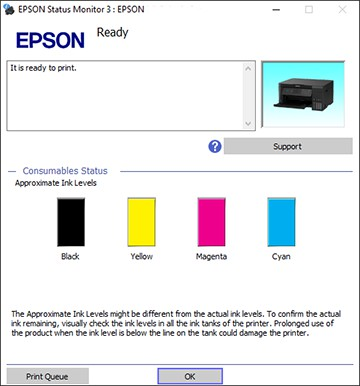 EPSON Status Monitor 3 : EPSON
EPSON
Ready
It is ready to print.
? Support
Consumables Status
Approximate Ink Levels
Black Yellow Magenta Cyan
The Approximate Ink Levels might be different from the actual ink levels. To confirm the actual
ink remaining, visually check the ink levels in all the ink tanks of the printer. Prolonged use of
the product when the ink level is below the line on the tank could damage the printer.
Print Queue OK